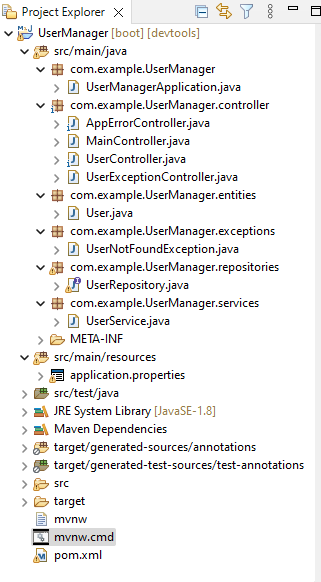 Project Explorer
UserManager [boot] [devtools]
src/main/java
com.example.UserManager
UserManagerApplication.java
com.example.UserManager.controller
AppErrorController.java
MainController.java
UserController.java
UserExceptionController.java
com.example.UserManager.entities
User.java
com.example.UserManager.exceptions
UserNotFoundException.java
com.example.UserManager.repositories
UserRepository.java
com.example.UserManager.services
UserService.java
META-INF
src/main/resources
application.properties
src/test/java
JRE System Library [JavaSE-1.8]
Maven Dependencies
target/generated-sources/annotations
target/generated-test-sources/test-annotations
src
target
mvnw
mvnw.cmd
pom.xml